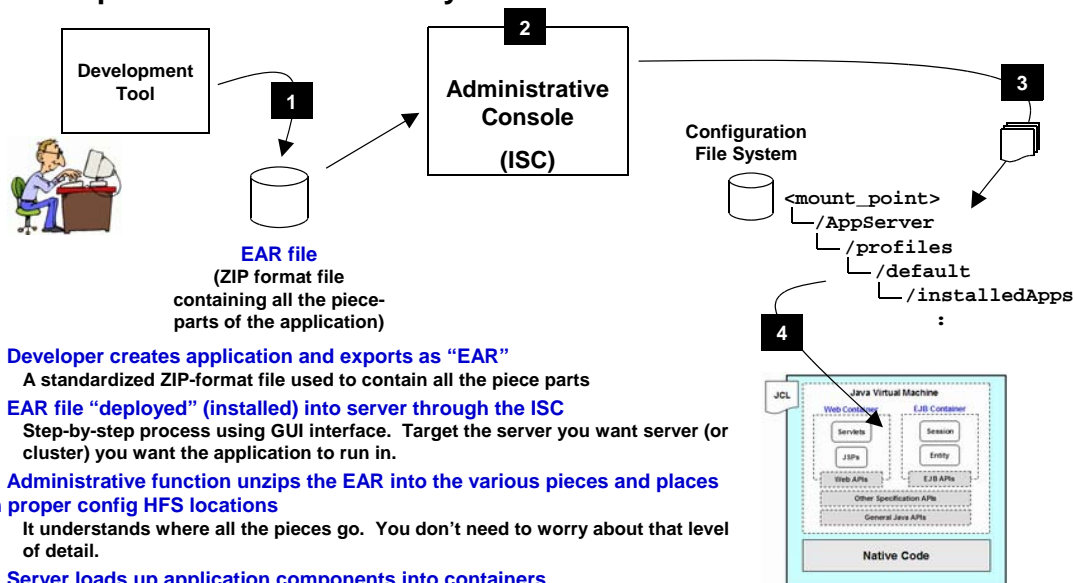 2
Development
Tool
1
Administrative
Console
(ISC)
3
Configuration
File System
<mount_point>
/AppServer
/profiles
/default
/installedApps
:
EAR file
(ZIP format file
containing all the piece-
parts of the application)
4
Developer creates application and exports as “EAR”
A standardized ZIP-format file used to contain all the piece parts
EAR file “deployed” (installed) into server through the ISC
Step-by-step process using GUI interface. Target the server you want server (or
cluster) you want the application to run in.
Administrative function unzips the EAR into the various pieces and places
proper config HFS locations
It understands where all the pieces go. You don’t need to worry about that level
of detail.
Server loads up application components into containers
JCL
Java Virtual Machine
Web Container
EJB Container
Servlets
Session
JSPs
Entity
Web APIs
EJB APIs
Other Specification APIs
General Java APIs
Native Code